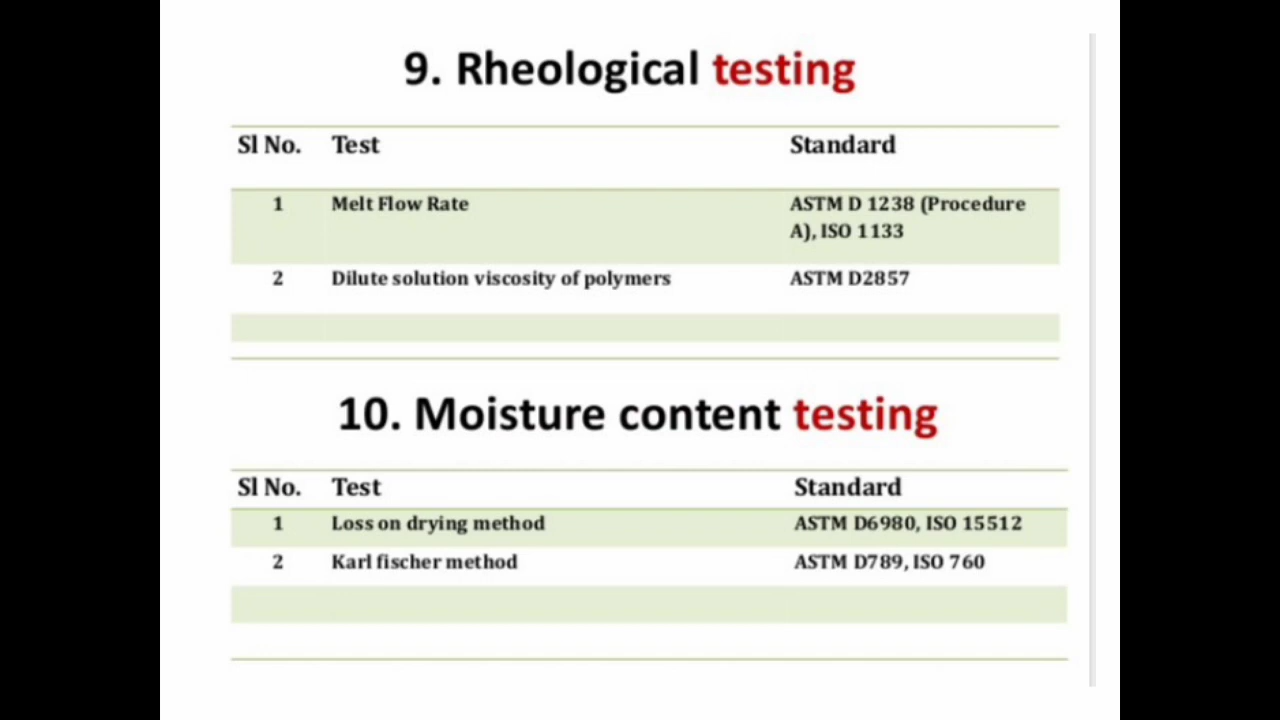 9. Rheological testing
Sl No. Test Standard
1 Melt Flow Rate ASTM D 1238 (Procedure
A), ISO 1133
2 Dilute solution viscosity of polymers ASTM D2857
10. Moisture content testing
Sl No. Test Standard
1 Loss on drying method ASTM D6980, ISO 15512
2 Karl fischer method ASTM D789, ISO 760